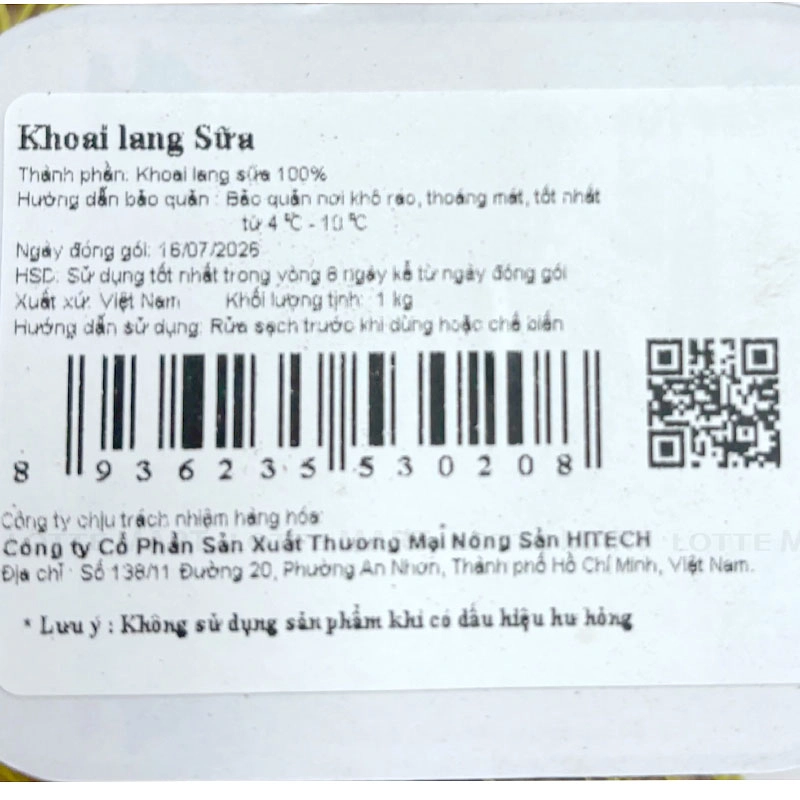 Khoai lang Sữa
Thành phần: Khoai lang sữa 100%
Hướng dẫn bảo quản : Bảo quản nơi khô ráo, thoáng mát, tốt nhất
từ 4 °C - 10 °C
Ngày đóng gói: 16/07/2026
HSD: Sử dụng tốt nhất trong vòng 6 ngày kể từ ngày đóng gói
Xuất xứ: Việt Nam Khối lượng tịnh: 1 kg
Hướng dẫn sử dụng: Rửa sạch trước khi dùng hoặc chế biến
8 936235 530208
Công ty chịu trách nhiệm hàng hóa:
Công ty Cổ Phần Sản Xuất Thương Mại Nông Sản HITECH
LOTTE M
Địa chỉ : Số 138/11 Đường 20, Phường An Nhơn, Thành phố Hồ Chí Minh, Việt Nam.
* Lưu ý : Không sử dụng sản phẩm khi có dấu hiệu hư hỏng